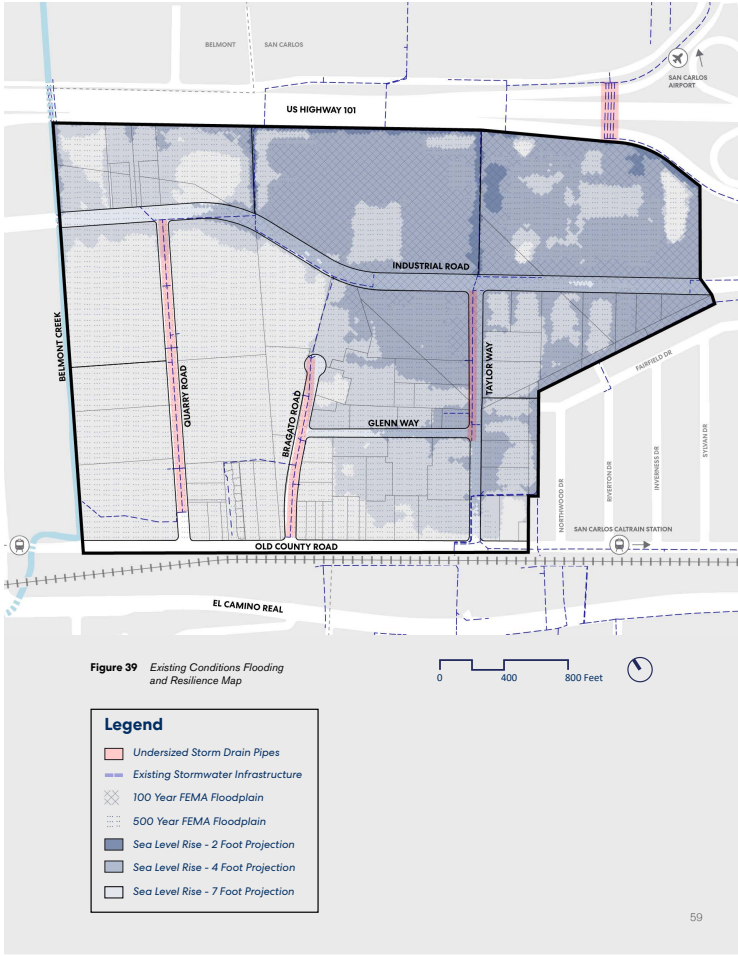 BELMONT
SAN CARLOS
SAN CARLOS
AIRPORT
US HIGHWAY 101
INDUSTRIAL ROAD
BELMONT CREEK
QUARRY ROAD
BRAGATO ROAD
TAYLOR WAY
GLENN WAY
FAIRFIELD DR
NORTHWOOD DR
RIVERTON DR
INVERNESS DR
SYLVAN DR
SAN CARLOS CALTRAIN STATION
OLD COUNTY ROAD
EL CAMINO REAL
Figure 39 Existing Conditions Flooding
and Resilience Map
0 400 800 Feet
Legend
Undersized Storm Drain Pipes
Existing Stormwater Infrastructure
100 Year FEMA Floodplain
500 Year FEMA Floodplain
Sea Level Rise - 2 Foot Projection
Sea Level Rise - 4 Foot Projection
Sea Level Rise - 7 Foot Projection
59